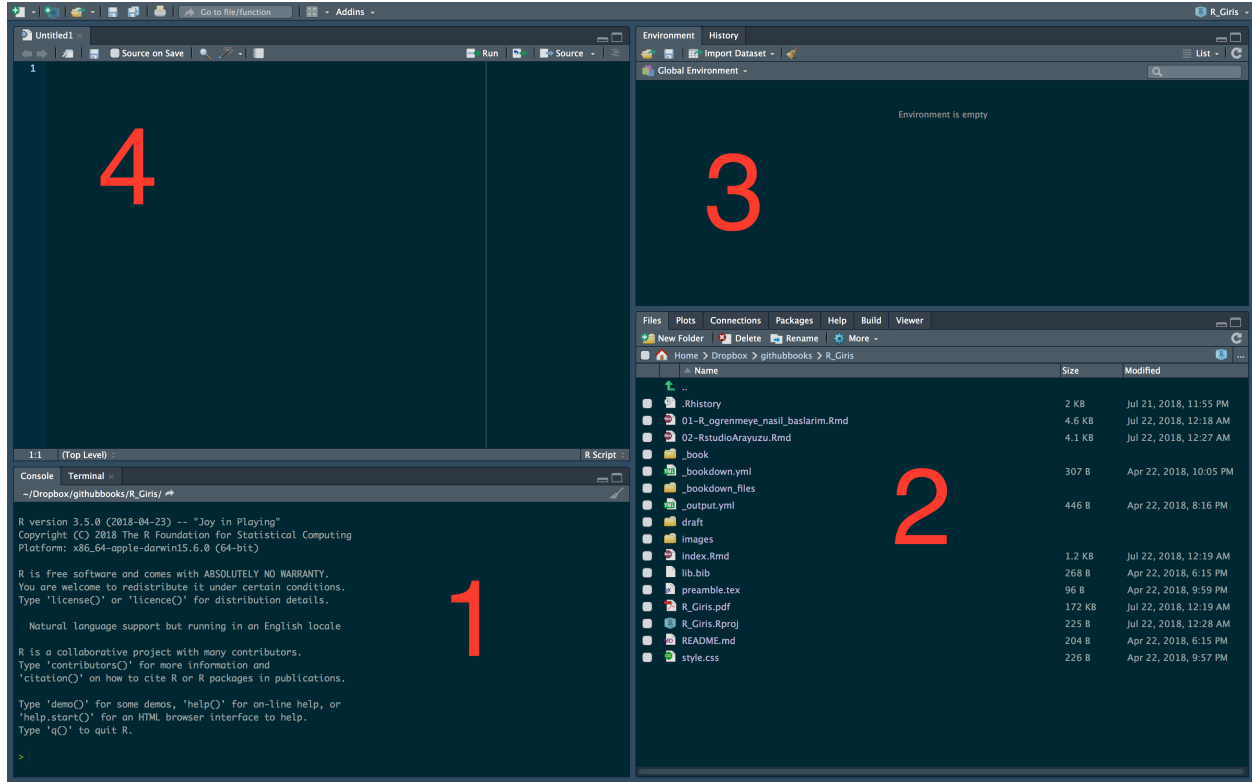 Go to file/function
Addins
R_Giris
Untitled1
Source on Save
Run
Source
1
4
1:1 (Top Level) R Script
Console Terminal
~/Dropbox/githubbooks/R_Giris/
R version 3.5.0 (2018-04-23) -- "Joy in Playing"
Copyright (C) 2018 The R Foundation for Statistical Computing
Platform: x86_64-apple-darwin15.6.0 (64-bit)
R is free software and comes with ABSOLUTELY NO WARRANTY.
You are welcome to redistribute it under certain conditions.
Type 'license()' or 'licence()' for distribution details.
Natural language support but running in an English locale
R is a collaborative project with many contributors.
Type 'contributors()' for more information and
'citation()' on how to cite R or R packages in publications.
Type 'demo()' for some demos, 'help()' for on-line help, or
'help.start()' for an HTML browser interface to help.
Type 'q()' to quit R.
>
1
Environment History
Import Dataset
List
Global Environment
Environment is empty
3
Files Plots Connections Packages Help Build Viewer
New Folder Delete Rename More
Home > Dropbox > githubbooks > R_Giris ...
Name Size Modified
..
.Rhistory 2 KB Jul 21, 2018, 11:55 PM
01-R_ogrenmeye_nasil_baslarim.Rmd 4.6 KB Jul 22, 2018, 12:18 AM
02-RstudioArayuzu.Rmd 4.1 KB Jul 22, 2018, 12:27 AM
_book
_bookdown.yml 307 B Apr 22, 2018, 10:05 PM
_bookdown_files
_output.yml 446 B Apr 22, 2018, 8:16 PM
draft
images
index.Rmd 1.2 KB Jul 22, 2018, 12:19 AM
lib.bib 268 B Apr 22, 2018, 6:15 PM
preamble.tex 96 B Apr 22, 2018, 9:59 PM
R_Giris.pdf 172 KB Jul 22, 2018, 12:19 AM
R_Giris.Rproj 225 B Jul 22, 2018, 12:28 AM
README.md 204 B Apr 22, 2018, 6:15 PM
style.css 226 B Apr 22, 2018, 9:57 PM
2